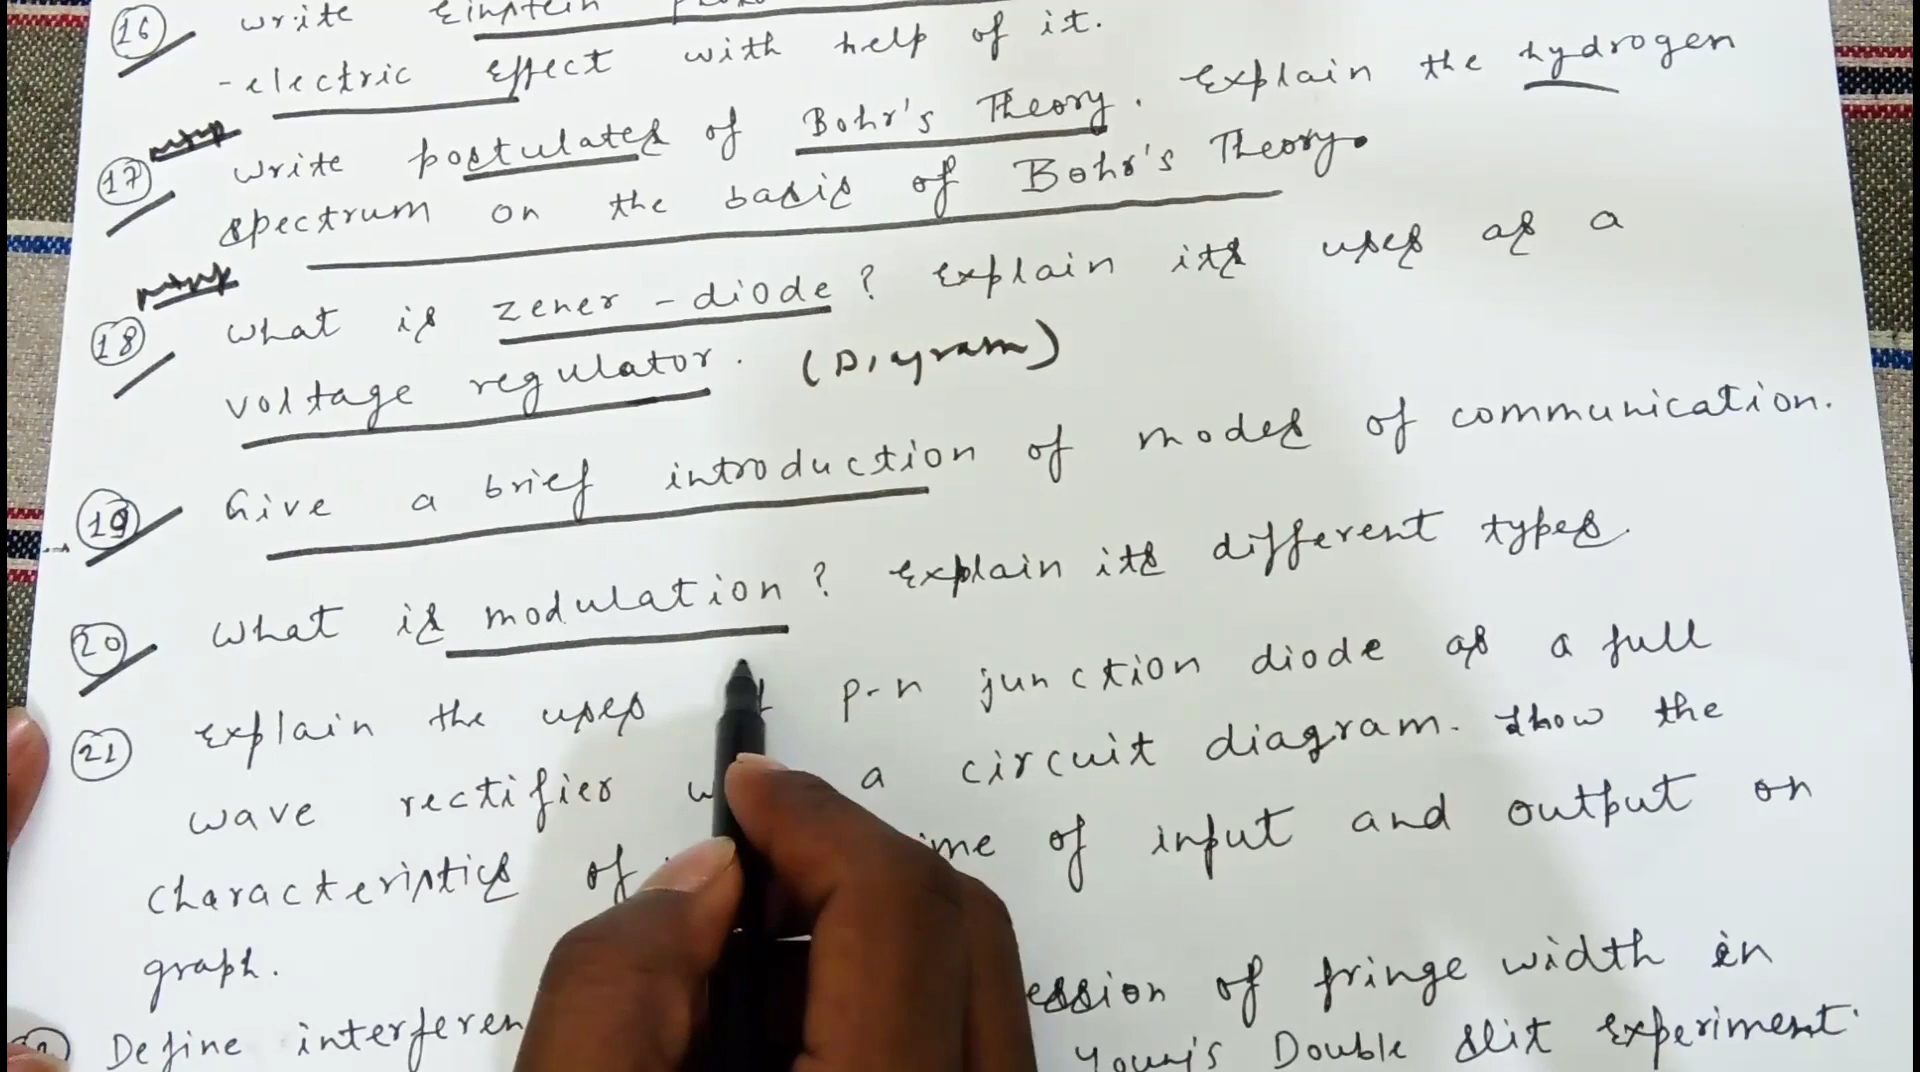 16 Write Einstein
-electric effect with help of it.
17 Write postulates of Bohr's Theory. Explain the hydrogen
spectrum on the basis of Bohr's Theory.
18 What is zener-diode? Explain its uses as a
voltage regulator. (Diagram)
19 Give a brief introduction of modes of communication.
20 What is modulation? Explain its different types.
21 Explain the uses p-n junction diode as a full
wave rectifier a circuit diagram. Show the
characteristics of of input and output on
graph.
Define of fringe width in
Double slit experiment.